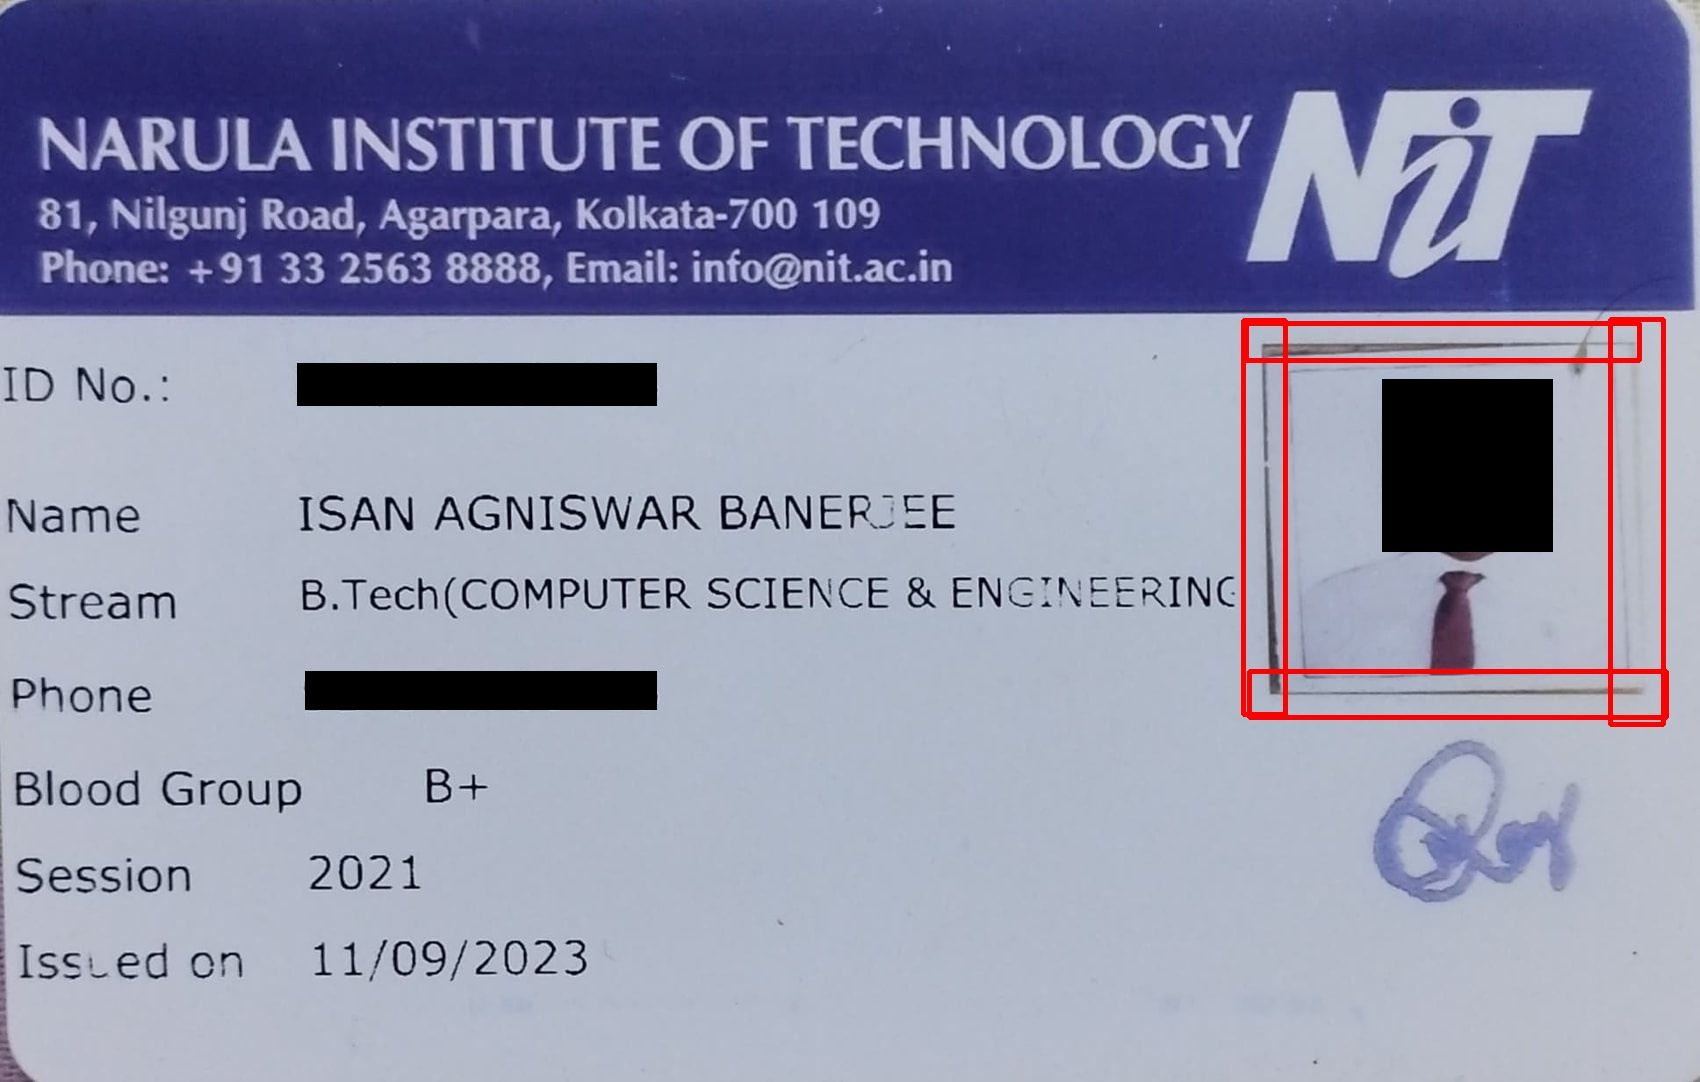 NARULA INSTITUTE OF TECHNOLOGY
NiT
81, Nilgunj Road, Agarpara, Kolkata-700 109
Phone: +91 33 2563 8888, Email: info@nit.ac.in
ID No.:
Name ISAN AGNISWAR BANERJEE
Stream B.Tech(COMPUTER SCIENCE & ENGINEERING
Phone
Blood Group B+
Session 2021
Issued on 11/09/2023